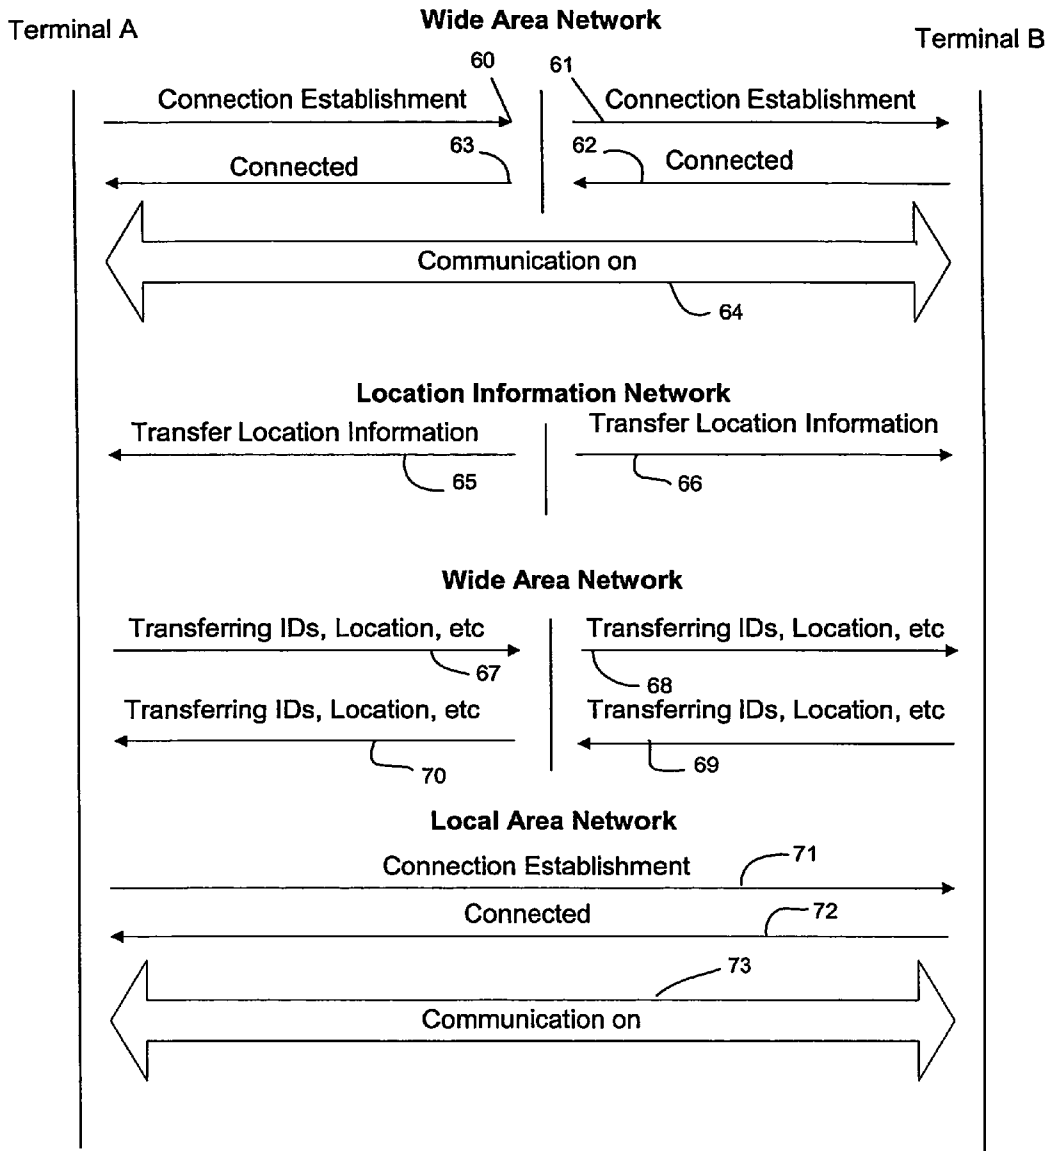 Wide Area Network
Terminal A
Terminal B
60
61
Connection Establishment
Connection Establishment
63
62
Connected
Connected
Communication on
64
Location Information Network
Transfer Location Information
Transfer Location Information
65
66
Wide Area Network
Transferring IDs, Location, etc
Transferring IDs, Location, etc
67
68
Transferring IDs, Location, etc
Transferring IDs, Location, etc
70
69
Local Area Network
71
Connection Establishment
72
Connected
73
Communication on